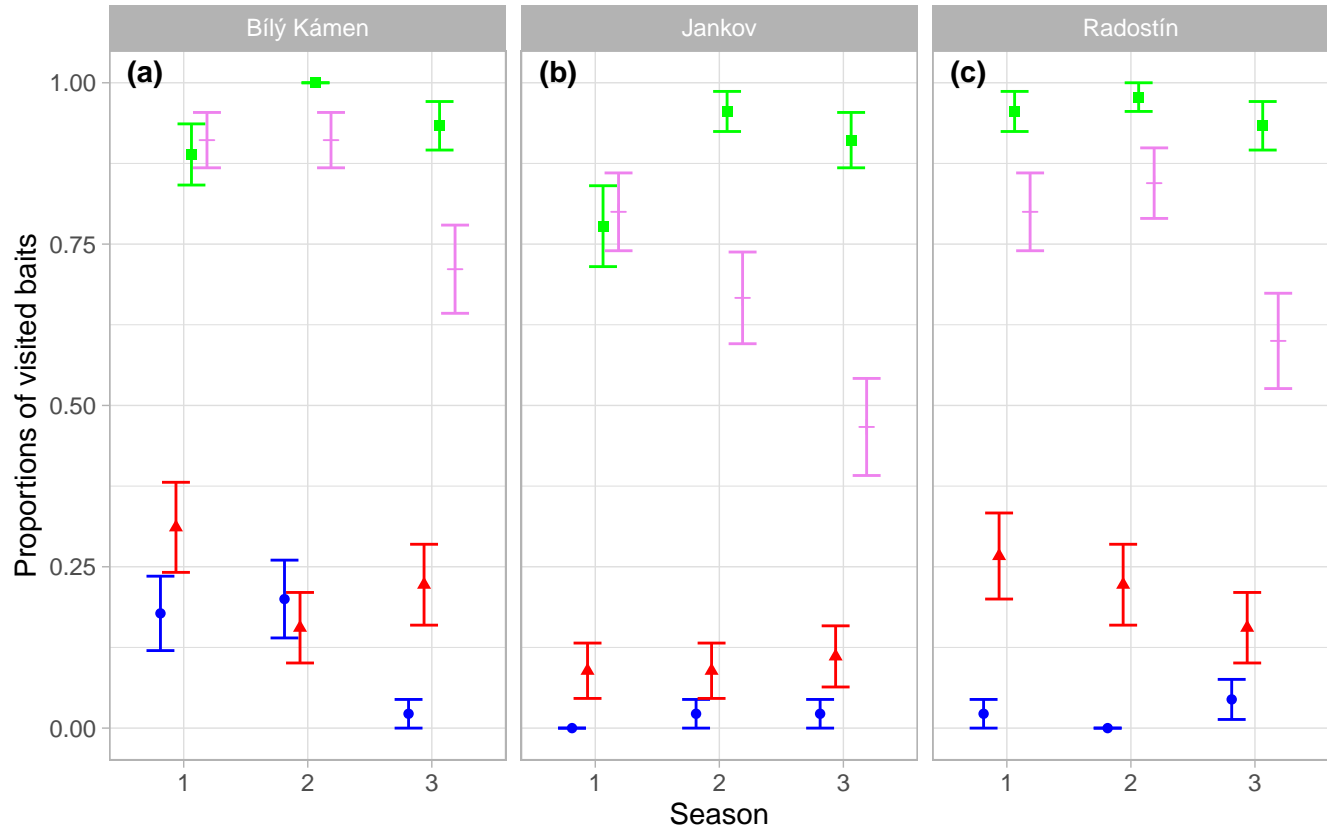 Bílý Kámen
Jankov
Radostín
(a)
(b)
(c)
1.00
0.75
0.50
0.25
0.00
Proportions of visited baits
1 2 3
1 2 3
1 2 3
Season